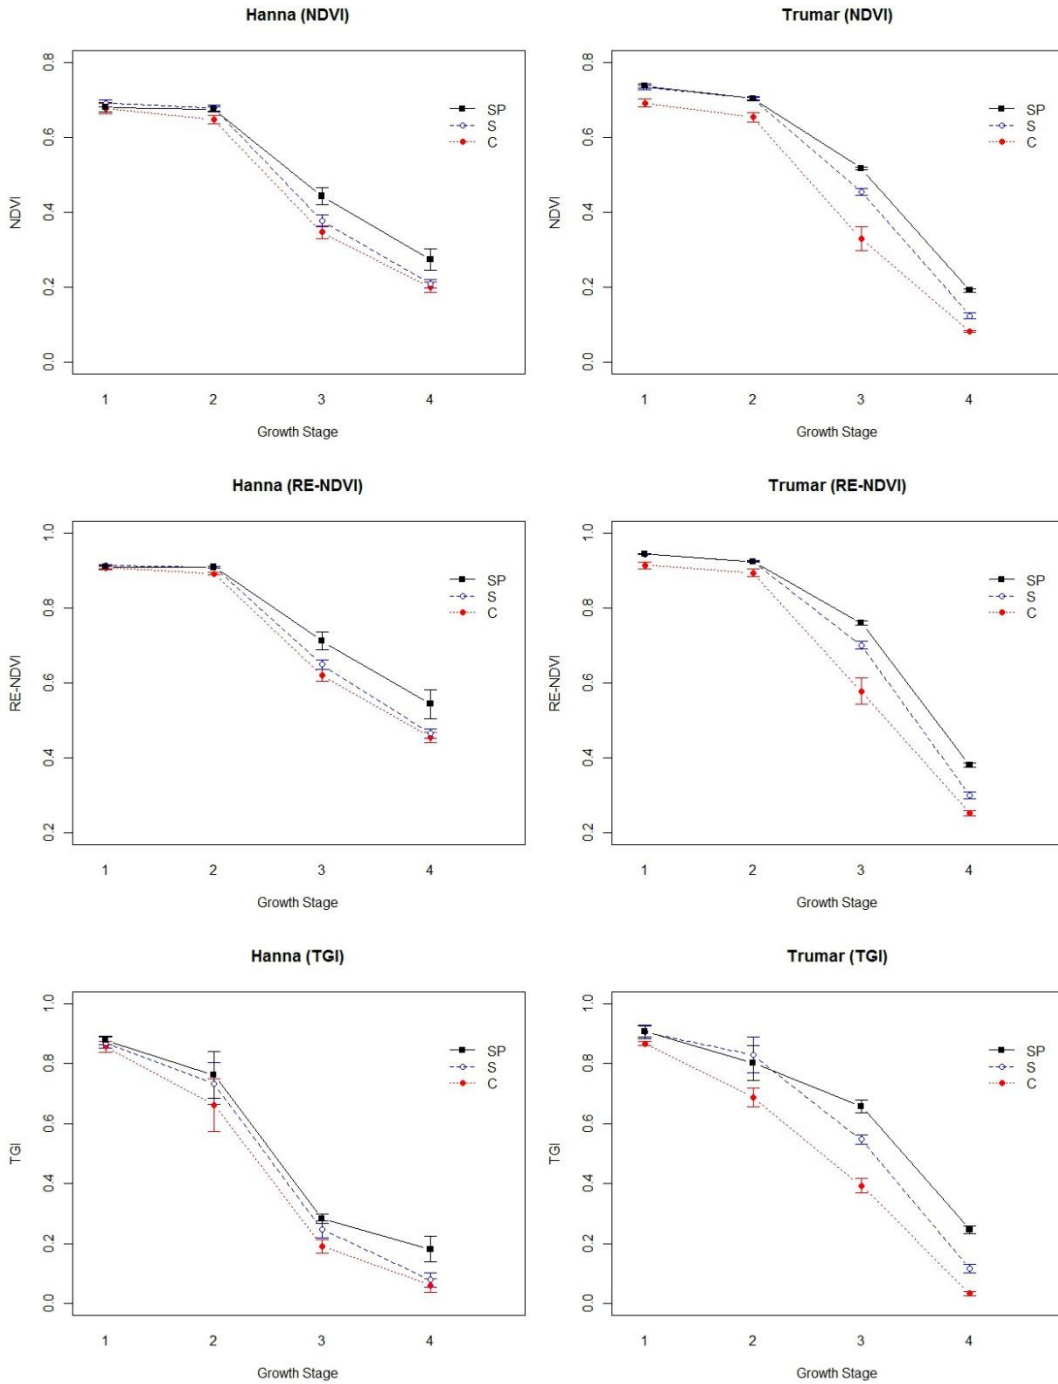 Hanna (NDVI)
NDVI
0.8
0.6
0.4
0.2
0.0
SP
S
C
1 2 3 4
Growth Stage
Trumar (NDVI)
NDVI
0.8
0.6
0.4
0.2
0.0
SP
S
C
1 2 3 4
Growth Stage
Hanna (RE-NDVI)
RE-NDVI
1.0
0.8
0.6
0.4
0.2
SP
S
C
1 2 3 4
Growth Stage
Trumar (RE-NDVI)
RE-NDVI
1.0
0.8
0.6
0.4
0.2
SP
S
C
1 2 3 4
Growth Stage
Hanna (TGI)
TGI
1.0
0.8
0.6
0.4
0.2
0.0
SP
S
C
1 2 3 4
Growth Stage
Trumar (TGI)
TGI
1.0
0.8
0.6
0.4
0.2
0.0
SP
S
C
1 2 3 4
Growth Stage